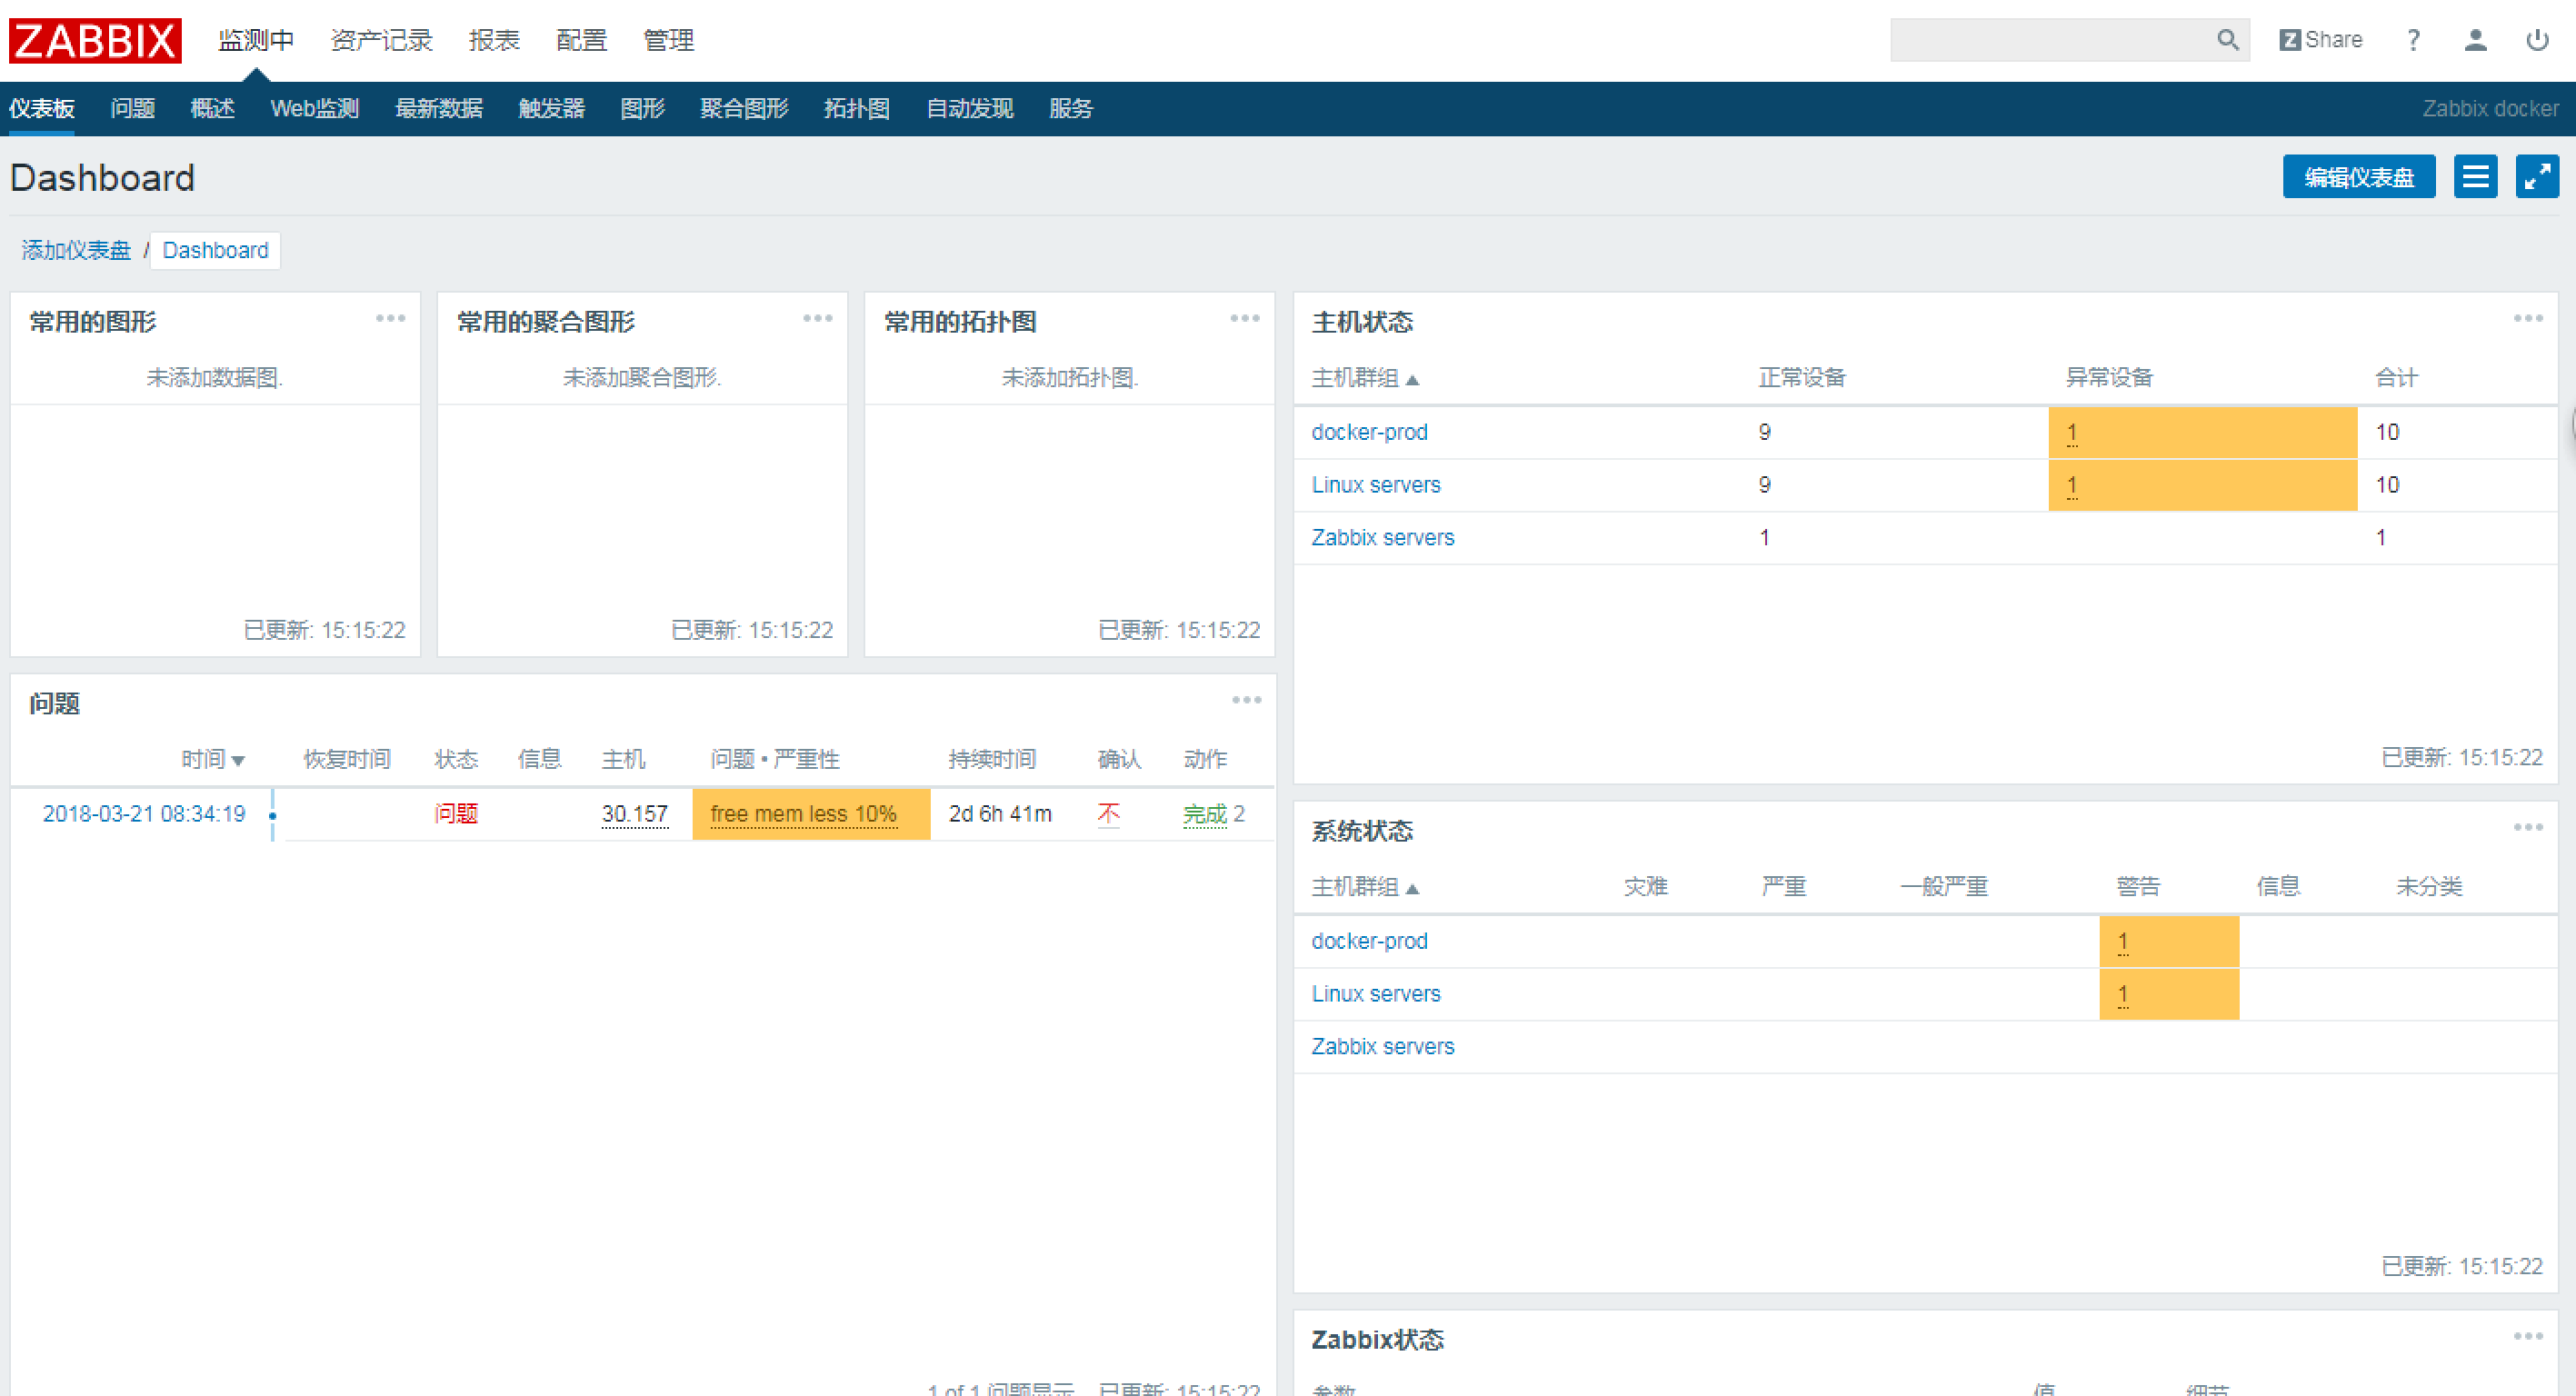 ZABBIX 监测中 资产记录 报表 配置 管理 Z Share ?
仪表板 问题 概述 Web监测 最新数据 触发器 图形 聚合图形 拓扑图 自动发现 服务 Zabbix docker
Dashboard 编辑仪表盘
添加仪表盘 / Dashboard
常用的图形
未添加数据图.
已更新: 15:15:22
常用的聚合图形
未添加聚合图形.
已更新: 15:15:22
常用的拓扑图
未添加拓扑图.
已更新: 15:15:22
主机状态
主机群组 正常设备 异常设备 合计
docker-prod 9 1 10
Linux servers 9 1 10
Zabbix servers 1 1
已更新: 15:15:22
问题
时间 恢复时间 状态 信息 主机 问题 • 严重性 持续时间 确认 动作
2018-03-21 08:34:19 问题 30.157 free mem less 10% 2d 6h 41m 不 完成 2
1 of 1 问题显示 已更新: 15:15:22
系统状态
主机群组 灾难 严重 一般严重 警告 信息 未分类
docker-prod 1
Linux servers 1
Zabbix servers
已更新: 15:15:22
Zabbix状态
参数 值 细节